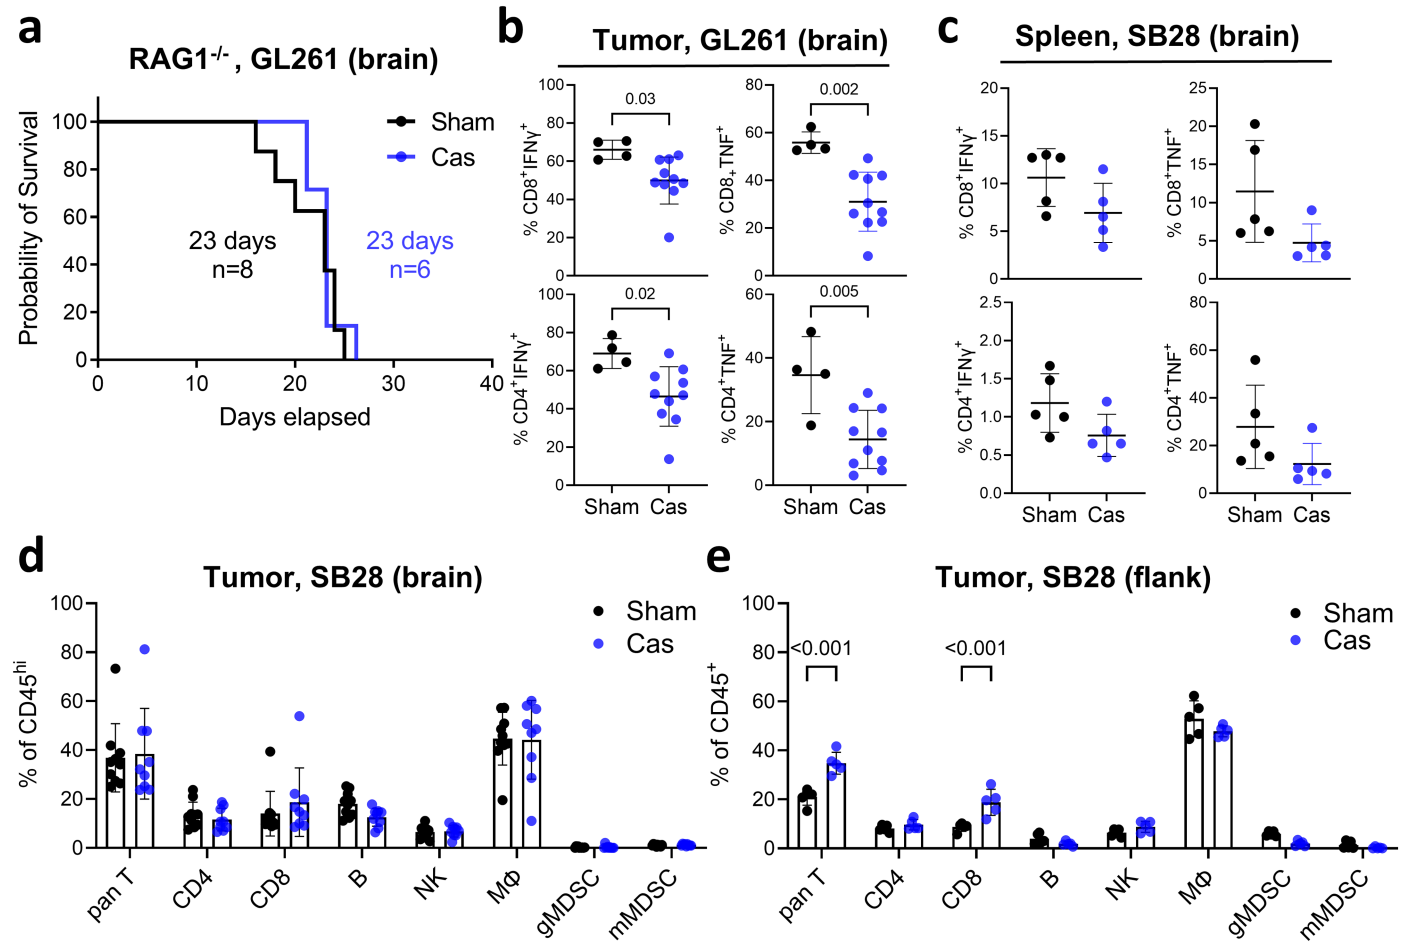 a
RAG1-/- , GL261 (brain)
Probability of Survival
100
80
60
40
20
0
0
10
20
30
40
Days elapsed
Sham
Cas
23 days
n=8
23 days
n=6
b
Tumor, GL261 (brain)
% CD8+IFNγ+
100
80
60
40
20
0
0.03
% CD8+TNF+
80
60
40
20
0
0.002
% CD4+IFNγ+
100
80
60
40
20
0
0.02
Sham Cas
% CD4+TNF+
60
40
20
0
0.005
Sham Cas
c
Spleen, SB28 (brain)
% CD8+IFNγ+
20
15
10
5
0
% CD8+TNF+
25
20
15
10
5
0
% CD4+IFNγ+
2.5
2.0
1.5
1.0
0.5
0.0
Sham Cas
% CD4+TNF+
80
60
40
20
0
Sham Cas
d
Tumor, SB28 (brain)
% of CD45hi
100
80
60
40
20
0
Sham
Cas
pan T
CD4
CD8
B
NK
MΦ
gMDSC
mMDSC
e
Tumor, SB28 (flank)
% of CD45+
100
80
60
40
20
0
<0.001
<0.001
Sham
Cas
pan T
CD4
CD8
B
NK
MΦ
gMDSC
mMDSC